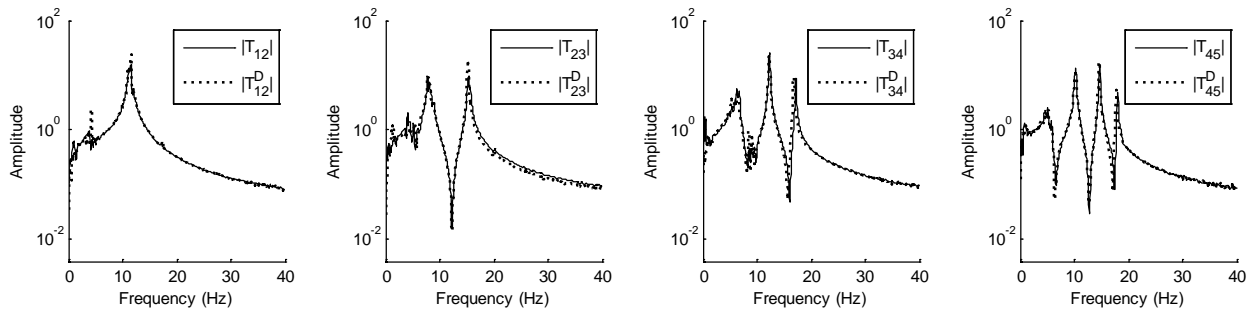 10^2
10^0
10^-2
Amplitude
0 10 20 30 40
Frequency (Hz)
|T_12|
|T^D_12|
10^2
10^0
10^-2
Amplitude
0 10 20 30 40
Frequency (Hz)
|T_23|
|T^D_23|
10^2
10^0
10^-2
Amplitude
0 10 20 30 40
Frequency (Hz)
|T_34|
|T^D_34|
10^2
10^0
10^-2
Amplitude
0 10 20 30 40
Frequency (Hz)
|T_45|
|T^D_45|